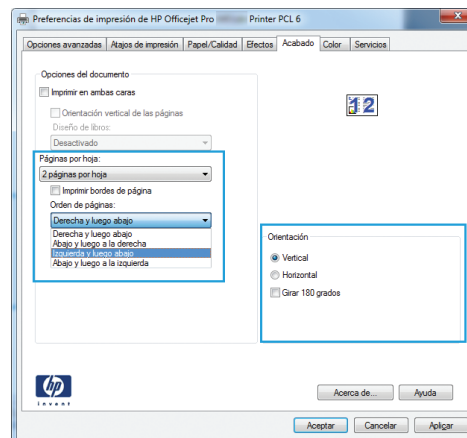 Preferencias de impresión de HP Officejet Pro Printer PCL 6
Opciones avanzadas Atajos de impresión Papel/Calidad Efectos Acabado Color Servicios
Opciones del documento
Imprimir en ambas caras
Orientación vertical de las páginas
Diseño de libros:
Desactivado
Páginas por hoja:
2 páginas por hoja
Imprimir bordes de página
Orden de páginas:
Derecha y luego abajo
Derecha y luego abajo
Abajo y luego a la derecha
Izquierda y luego abajo
Abajo y luego a la izquierda
1 2
Orientación
Vertical
Horizontal
Girar 180 grados
hp
invent
Acerca de... Ayuda
Aceptar Cancelar Aplicar